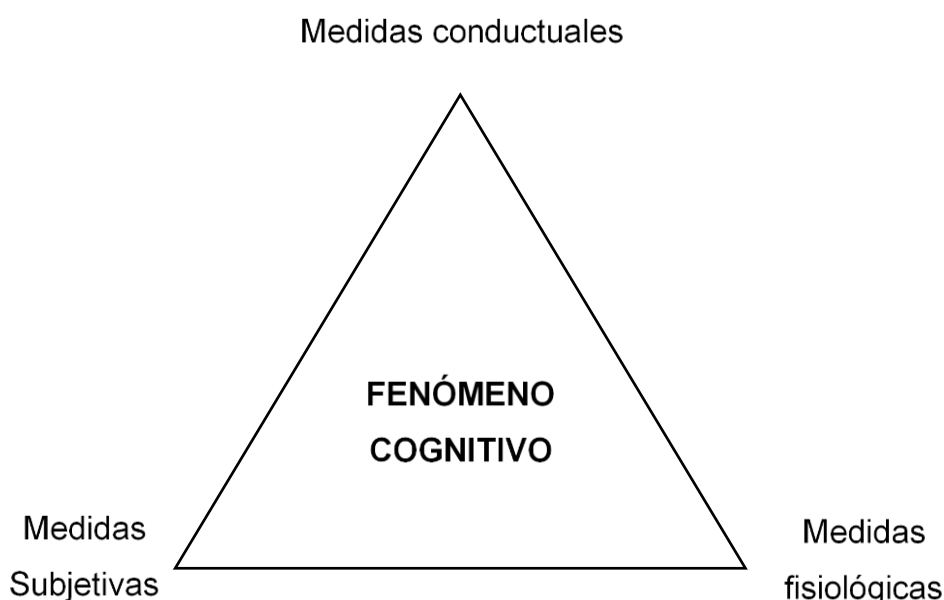 Medidas conductuales
FENÓMENO
COGNITIVO
Medidas
Subjetivas
Medidas
fisiológicas